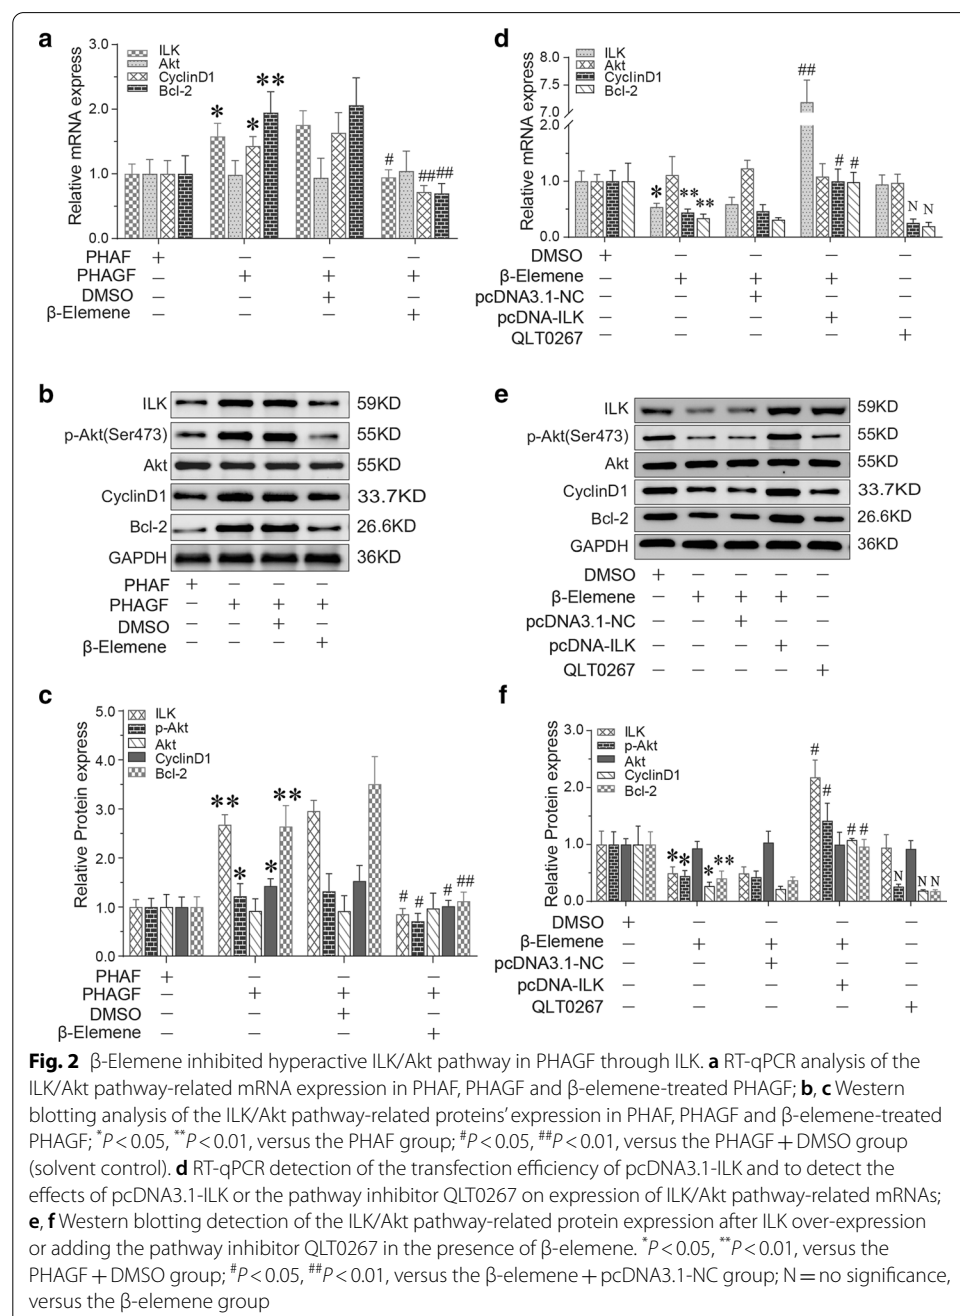 a
Relative mRNA express
3.0
2.0
1.0
0.0
ILK
Akt
CyclinD1
Bcl-2
* * ** # ## ##
PHAF + − − −
PHAGF − + + +
DMSO − − + −
β-Elemene − − − +
d
Relative mRNA express
8.0
7.0
2.0
1.0
0.0
ILK
Akt
CyclinD1
Bcl-2
* ** ** ## # # N N
DMSO + − − − −
β-Elemene − + + + −
pcDNA3.1-NC − − + − −
pcDNA-ILK − − − + −
QLT0267 − − − − +
b
ILK 59KD
p-Akt(Ser473) 55KD
Akt 55KD
CyclinD1 33.7KD
Bcl-2 26.6KD
GAPDH 36KD
PHAF + − − −
PHAGF − + + +
DMSO − − + −
β-Elemene − − − +
e
ILK 59KD
p-Akt(Ser473) 55KD
Akt 55KD
CyclinD1 33.7KD
Bcl-2 26.6KD
GAPDH 36KD
DMSO + − − − −
β-Elemene − + + + −
pcDNA3.1-NC − − + − −
pcDNA-ILK − − − + −
QLT0267 − − − − +
c
Relative Protein express
5.0
4.0
3.0
2.0
1.0
0.0
ILK
p-Akt
Akt
CyclinD1
Bcl-2
** * * ** # # # ##
PHAF + − − −
PHAGF − + + +
DMSO − − + −
β-Elemene − − − +
f
Relative Protein express
3.0
2.0
1.0
0.0
ILK
p-Akt
Akt
CyclinD1
Bcl-2
* * * ** # # # # N N N
DMSO + − − − −
β-Elemene − + + + −
pcDNA3.1-NC − − + − −
pcDNA-ILK − − − + −
QLT0267 − − − − +
Fig. 2 β-Elemene inhibited hyperactive ILK/Akt pathway in PHAGF through ILK. a RT-qPCR analysis of the
ILK/Akt pathway-related mRNA expression in PHAF, PHAGF and β-elemene-treated PHAGF; b, c Western
blotting analysis of the ILK/Akt pathway-related proteins’ expression in PHAF, PHAGF and β-elemene-treated
PHAGF; *P < 0.05, **P < 0.01, versus the PHAF group; #P < 0.05, ##P < 0.01, versus the PHAGF + DMSO group
(solvent control). d RT-qPCR detection of the transfection efficiency of pcDNA3.1-ILK and to detect the
effects of pcDNA3.1-ILK or the pathway inhibitor QLT0267 on expression of ILK/Akt pathway-related mRNAs;
e, f Western blotting detection of the ILK/Akt pathway-related protein expression after ILK over-expression
or adding the pathway inhibitor QLT0267 in the presence of β-elemene. *P < 0.05, **P < 0.01, versus the
PHAGF + DMSO group; #P < 0.05, ##P < 0.01, versus the β-elemene + pcDNA3.1-NC group; N = no significance,
versus the β-elemene group